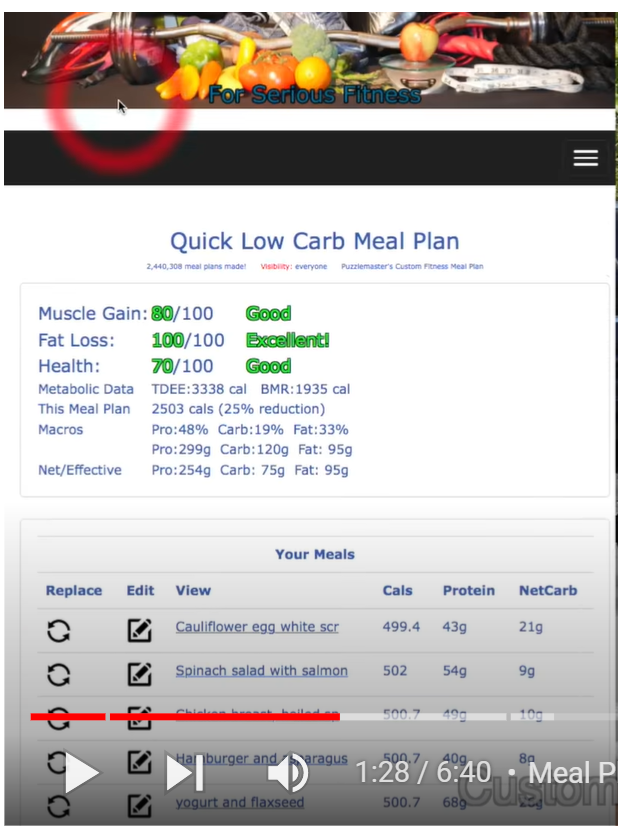 For Serious Fitness
Quick Low Carb Meal Plan
2,440,308 meal plans made! Visibility: everyone Puzzlemaster's Custom Fitness Meal Plan
Muscle Gain: 80/100 Good
Fat Loss: 100/100 Excellent!
Health: 70/100 Good
Metabolic Data TDEE:3338 cal BMR:1935 cal
This Meal Plan 2503 cals (25% reduction)
Macros Pro:48% Carb:19% Fat:33%
Pro:299g Carb:120g Fat: 95g
Net/Effective Pro:254g Carb: 75g Fat: 95g
Your Meals
Replace Edit View Cals Protein NetCarb
Cauliflower egg white scr 499.4 43g 21g
Spinach salad with salmon 502 54g 9g
Chicken breast, boiled 500.7 49g 10g
Hamburger and asparagus 500.7 40g 8g
1:28 / 6:40 • Meal P
yogurt and flaxseed 500.7 68g
Custom